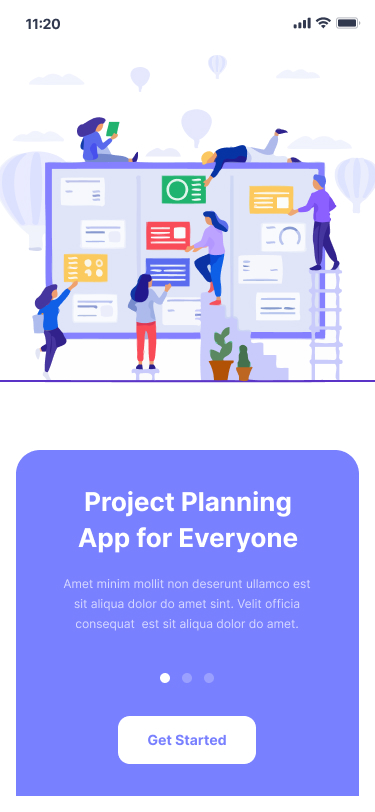 11:20
Project Planning
App for Everyone
Amet minim mollit non deserunt ullamco est
sit aliqua dolor do amet sint. Velit officia
consequat  est sit aliqua dolor do amet.
Get Started